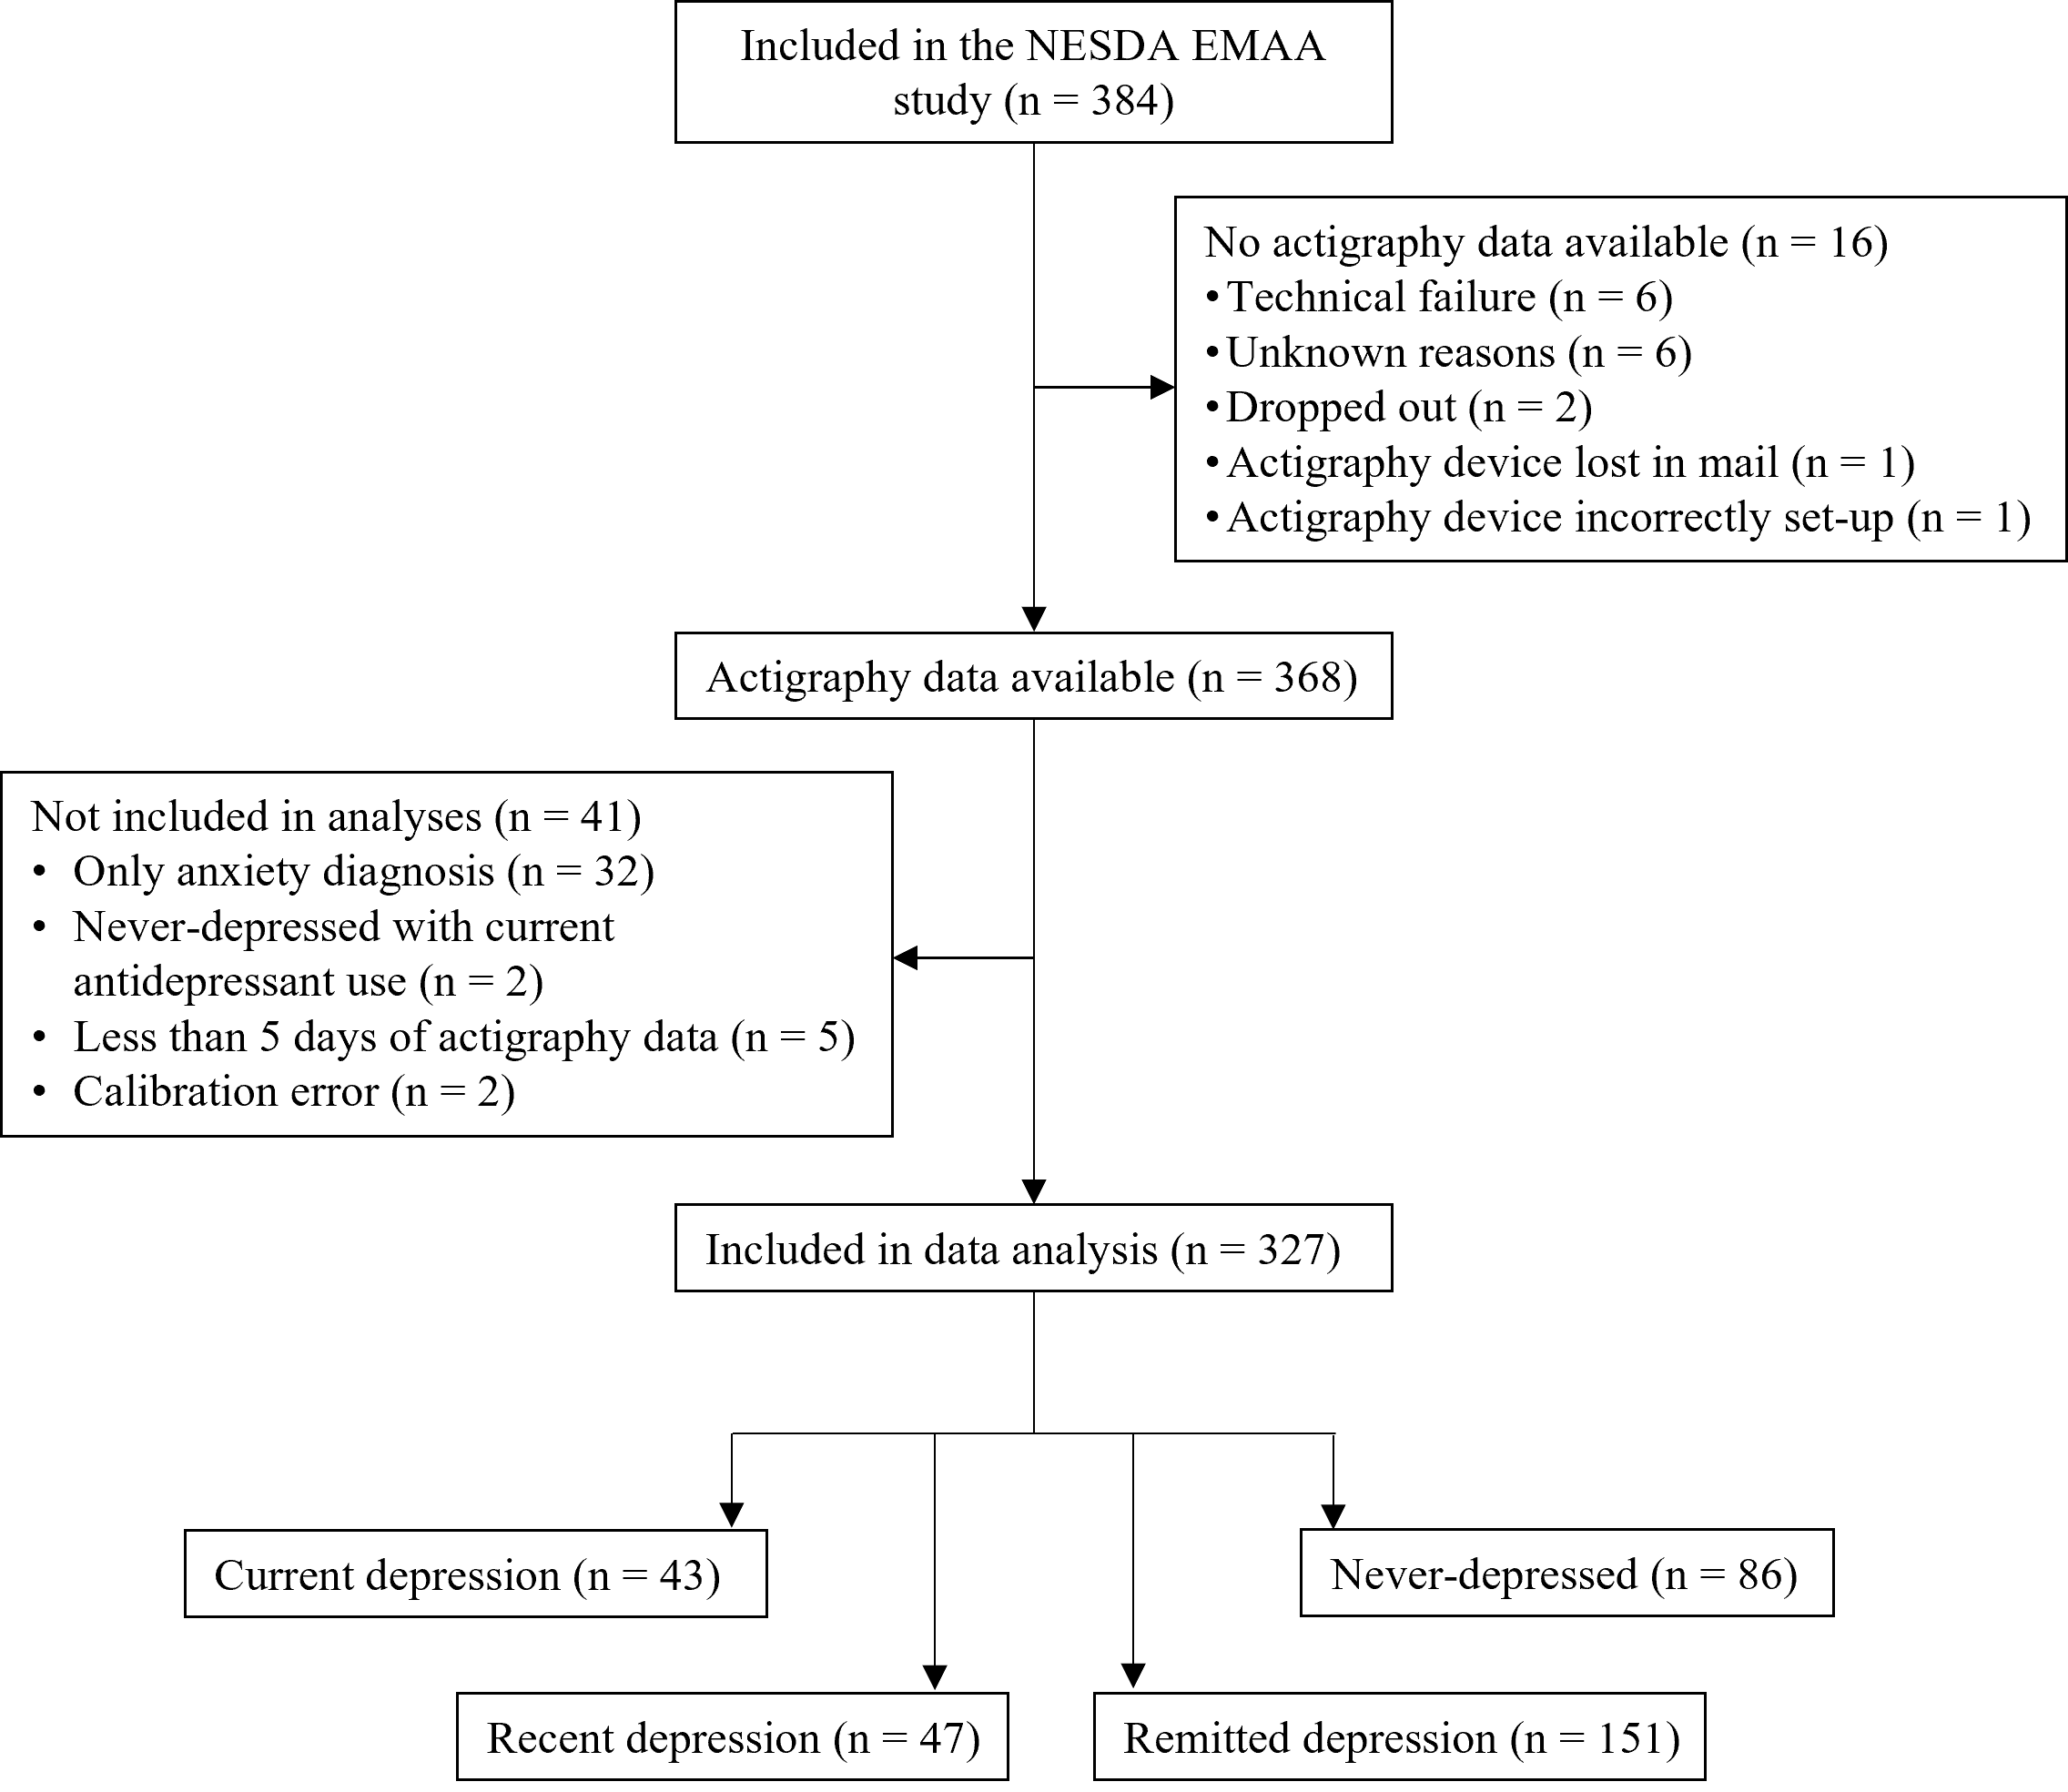 Included in the NESDA EMAA
study (n = 384)
No actigraphy data available (n = 16)
•Technical failure (n = 6)
•Unknown reasons (n = 6)
•Dropped out (n = 2)
•Actigraphy device lost in mail (n = 1)
•Actigraphy device incorrectly set-up (n = 1)
Actigraphy data available (n = 368)
Not included in analyses (n = 41)
• Only anxiety diagnosis (n = 32)
• Never-depressed with current
antidepressant use (n = 2)
• Less than 5 days of actigraphy data (n = 5)
• Calibration error (n = 2)
Included in data analysis (n = 327)
Current depression (n = 43)
Never-depressed (n = 86)
Recent depression (n = 47)
Remitted depression (n = 151)